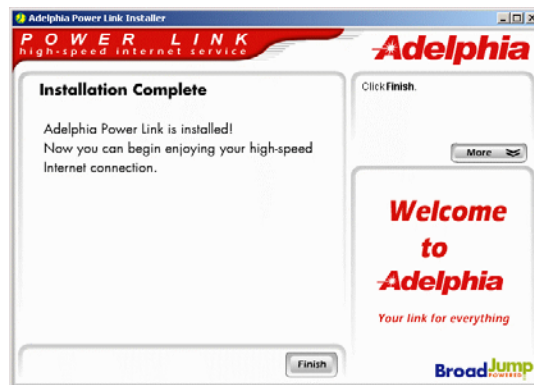 Adelphia Power Link Installer
POWER LINK
high-speed internet service
Adelphia
Installation Complete
Adelphia Power Link is installed!
Now you can begin enjoying your high-speed
Internet connection.
Finish
Click Finish.
More
Welcome
to
Adelphia
Your link for everything
BroadJump
POWERED